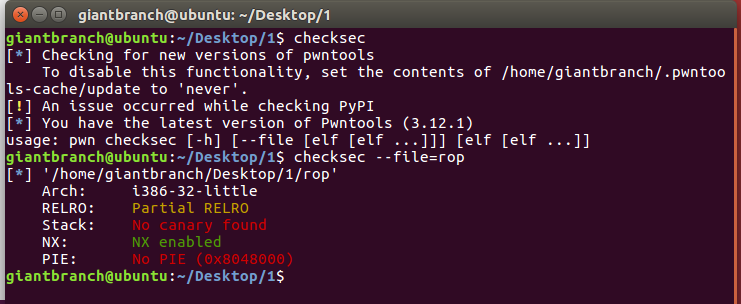 giantbranch@ubuntu: ~/Desktop/1
giantbranch@ubuntu:~/Desktop/1$ checksec
[*] Checking for new versions of pwntools
    To disable this functionality, set the contents of /home/giantbranch/.pwntoo
ls-cache/update to 'never'.
[!] An issue occurred while checking PyPI
[*] You have the latest version of Pwntools (3.12.1)
usage: pwn checksec [-h] [--file [elf [elf ...]]] [elf [elf ...]]
giantbranch@ubuntu:~/Desktop/1$ checksec --file=rop
[*] '/home/giantbranch/Desktop/1/rop'
    Arch:     i386-32-little
    RELRO:    Partial RELRO
    Stack:    No canary found
    NX:       NX enabled
    PIE:      No PIE (0x8048000)
giantbranch@ubuntu:~/Desktop/1$